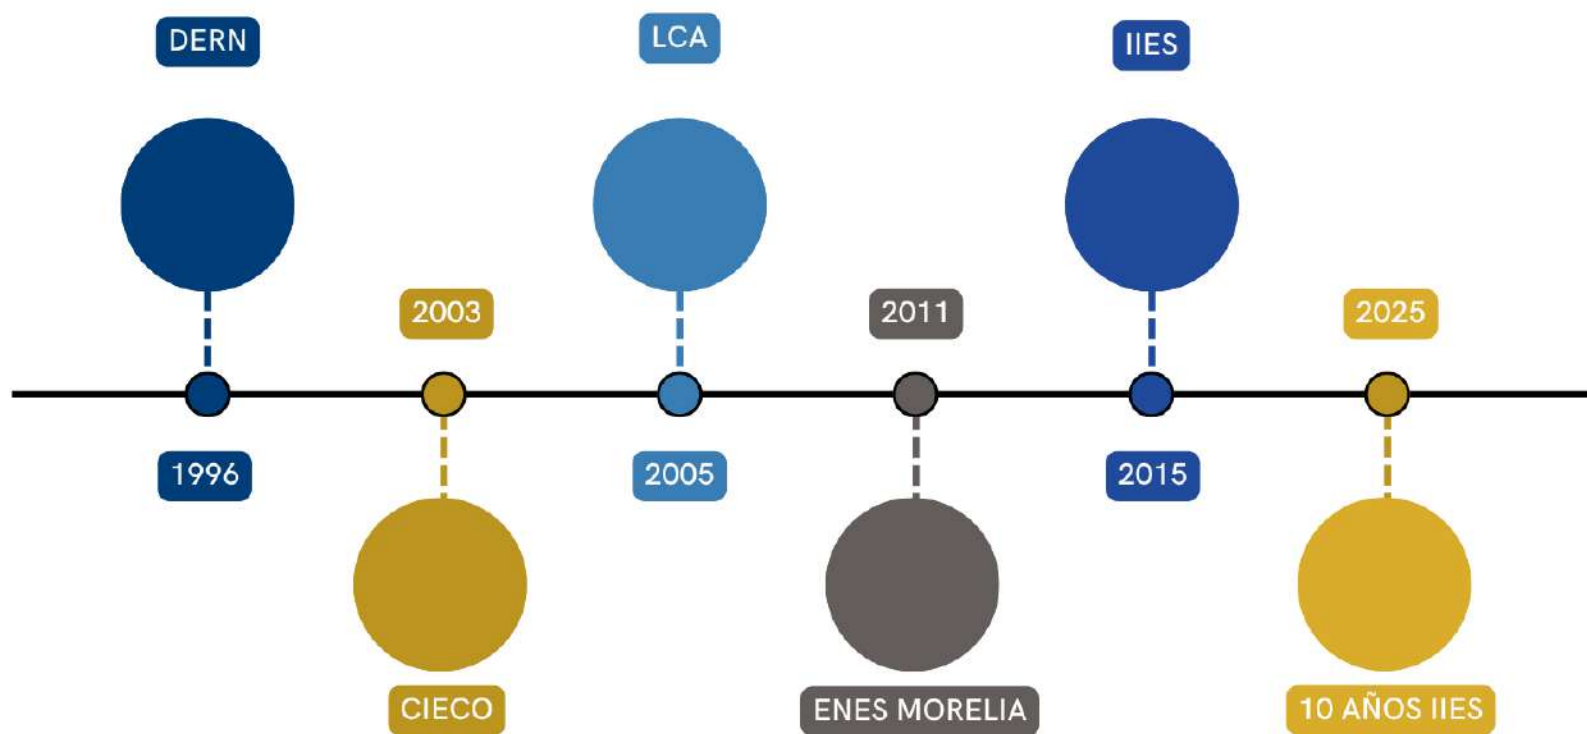 DERN
LCA
IIES
2003
2011
2025
1996
2005
2015
CIECO
ENES MORELIA
10 AÑOS IIES